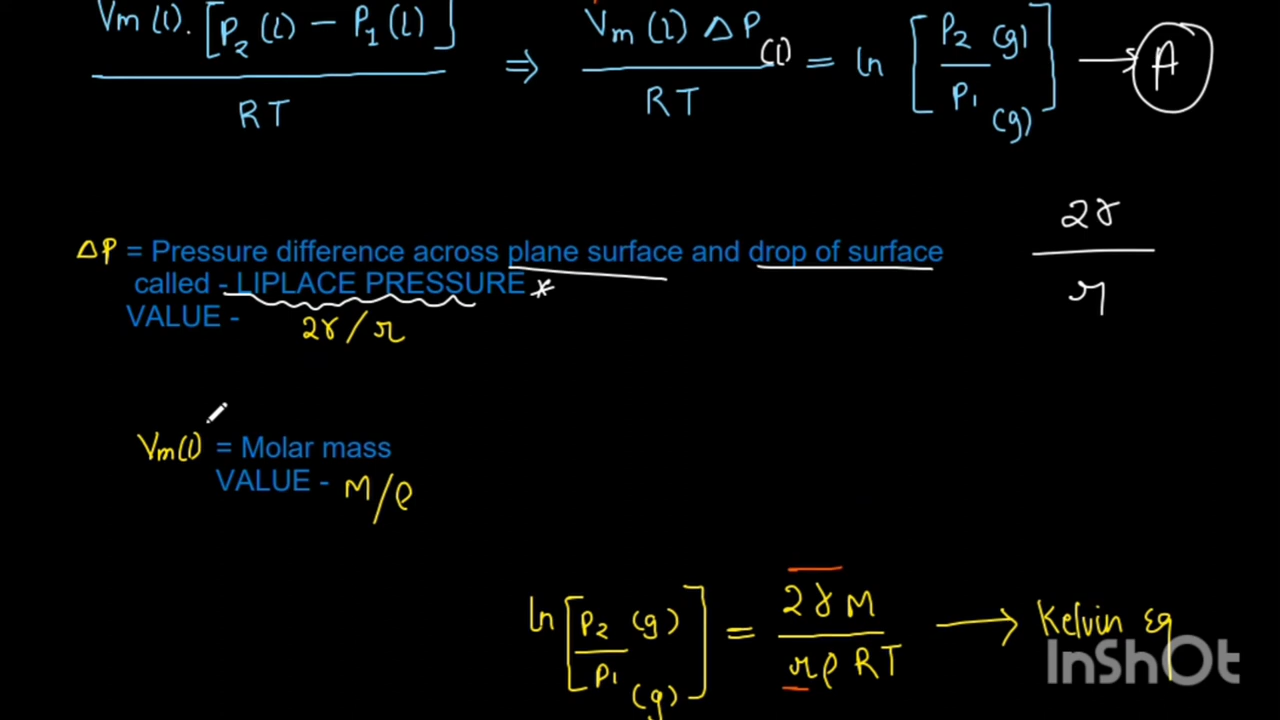 Vm(l). [P₂(l) − P₁(l)] / RT ⇒ Vm(l) ΔP(l) / RT = ln [P₂(g) / P₁(g)] → A
2γ / r
ΔP = Pressure difference across plane surface and drop of surface
called - LIPLACE PRESSURE *
VALUE - 2γ/r
Vm(l) = Molar mass
VALUE - M/ρ
ln [P₂(g) / P₁(g)] = 2γM / rρRT → Kelvin Eq
InShOt